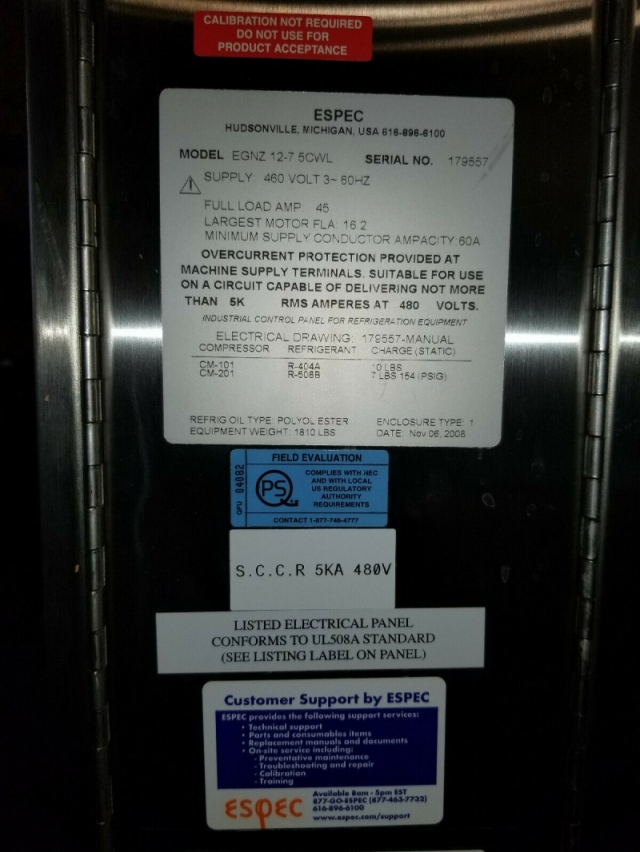 CALIBRATION NOT REQUIRED
DO NOT USE FOR
PRODUCT ACCEPTANCE
ESPEC
HUDSONVILLE, MICHIGAN, USA 616-896-6100
MODEL EGNZ 12-7 5CWL SERIAL NO. 179557
SUPPLY: 460 VOLT 3~ 60HZ
FULL LOAD AMP 45
LARGEST MOTOR FLA: 16 2
MINIMUM SUPPLY CONDUCTOR AMPACITY:60A
OVERCURRENT PROTECTION PROVIDED AT
MACHINE SUPPLY TERMINALS. SUITABLE FOR USE
ON A CIRCUIT CAPABLE OF DELIVERING NOT MORE
THAN 5K RMS AMPERES AT 480 VOLTS.
INDUSTRIAL CONTROL PANEL FOR REFRIGERATION EQUIPMENT
ELECTRICAL DRAWING: 179557-MANUAL
COMPRESSOR REFRIGERANT CHARGE (STATIC)
CM-101 R-404A 10 LBS
CM-201 R-508B 7 LBS 154 (PSIG)
REFRIG OIL TYPE: POLYOL ESTER ENCLOSURE TYPE: 1
EQUIPMENT WEIGHT: 1810 LBS DATE: Nov 06, 2008
FIELD EVALUATION
QPU 04082
PS
COMPLIES WITH NEC
AND WITH LOCAL
US REGULATORY
AUTHORITY
REQUIREMENTS
CONTACT 1-877-746-4777
S.C.C.R 5KA 480V
LISTED ELECTRICAL PANEL
CONFORMS TO UL508A STANDARD
(SEE LISTING LABEL ON PANEL)
Customer Support by ESPEC
ESPEC provides the following support services:
• Technical support
• Parts and consumables items
• Replacement manuals and documents
• On-site service including:
- Preventative maintenance
- Troubleshooting and repair
- Calibration
- Training
ESPEC
Available 8am - 5pm EST
877-GO-ESPEC (877-463-7732)
616-896-6100
www.espec.com/support